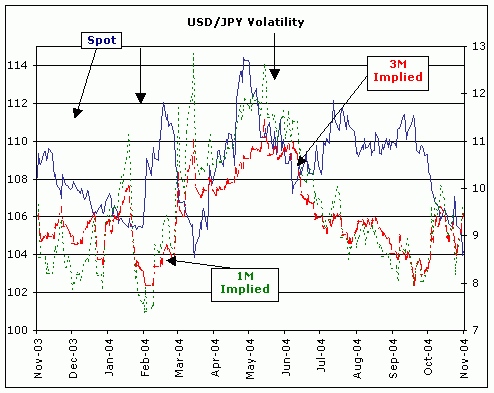 USD/JPY Volatility
Spot
3M
Implied
1M
Implied
114
112
110
108
106
104
102
100
13
12
11
10
9
8
7
Nov-03
Dec-03
Jan-04
Feb-04
Mar-04
Apr-04
May-04
Jun-04
Jul-04
Aug-04
Sep-04
Oct-04
Nov-04